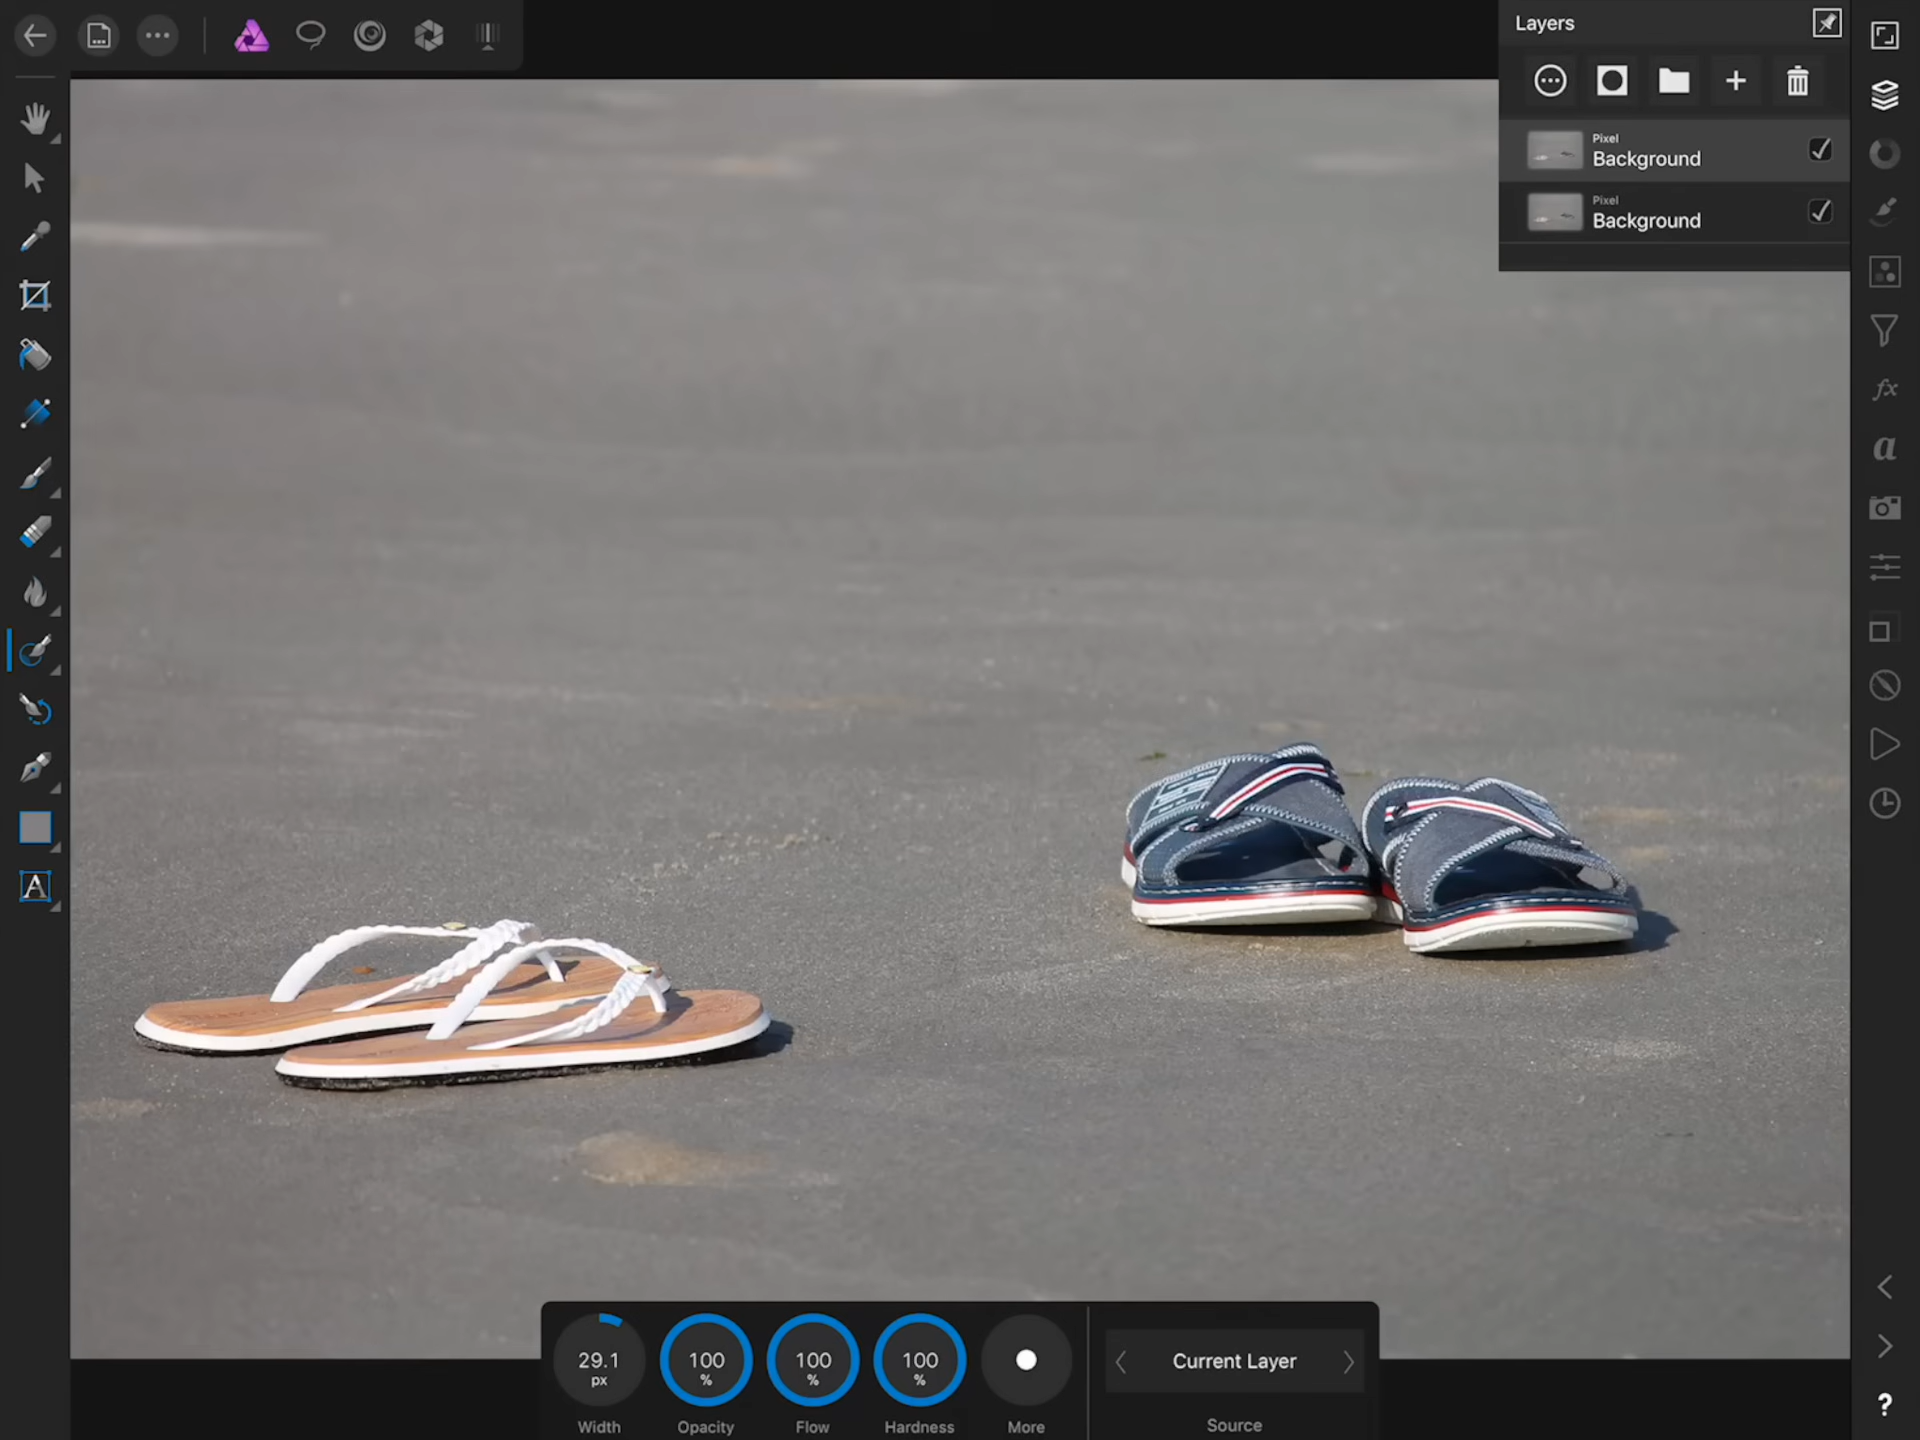 Layers
Pixel
Background
Pixel
Background
fx
a
A
29.1
px
100
%
100
%
100
%
Current Layer
Width
Opacity
Flow
Hardness
More
Source
?